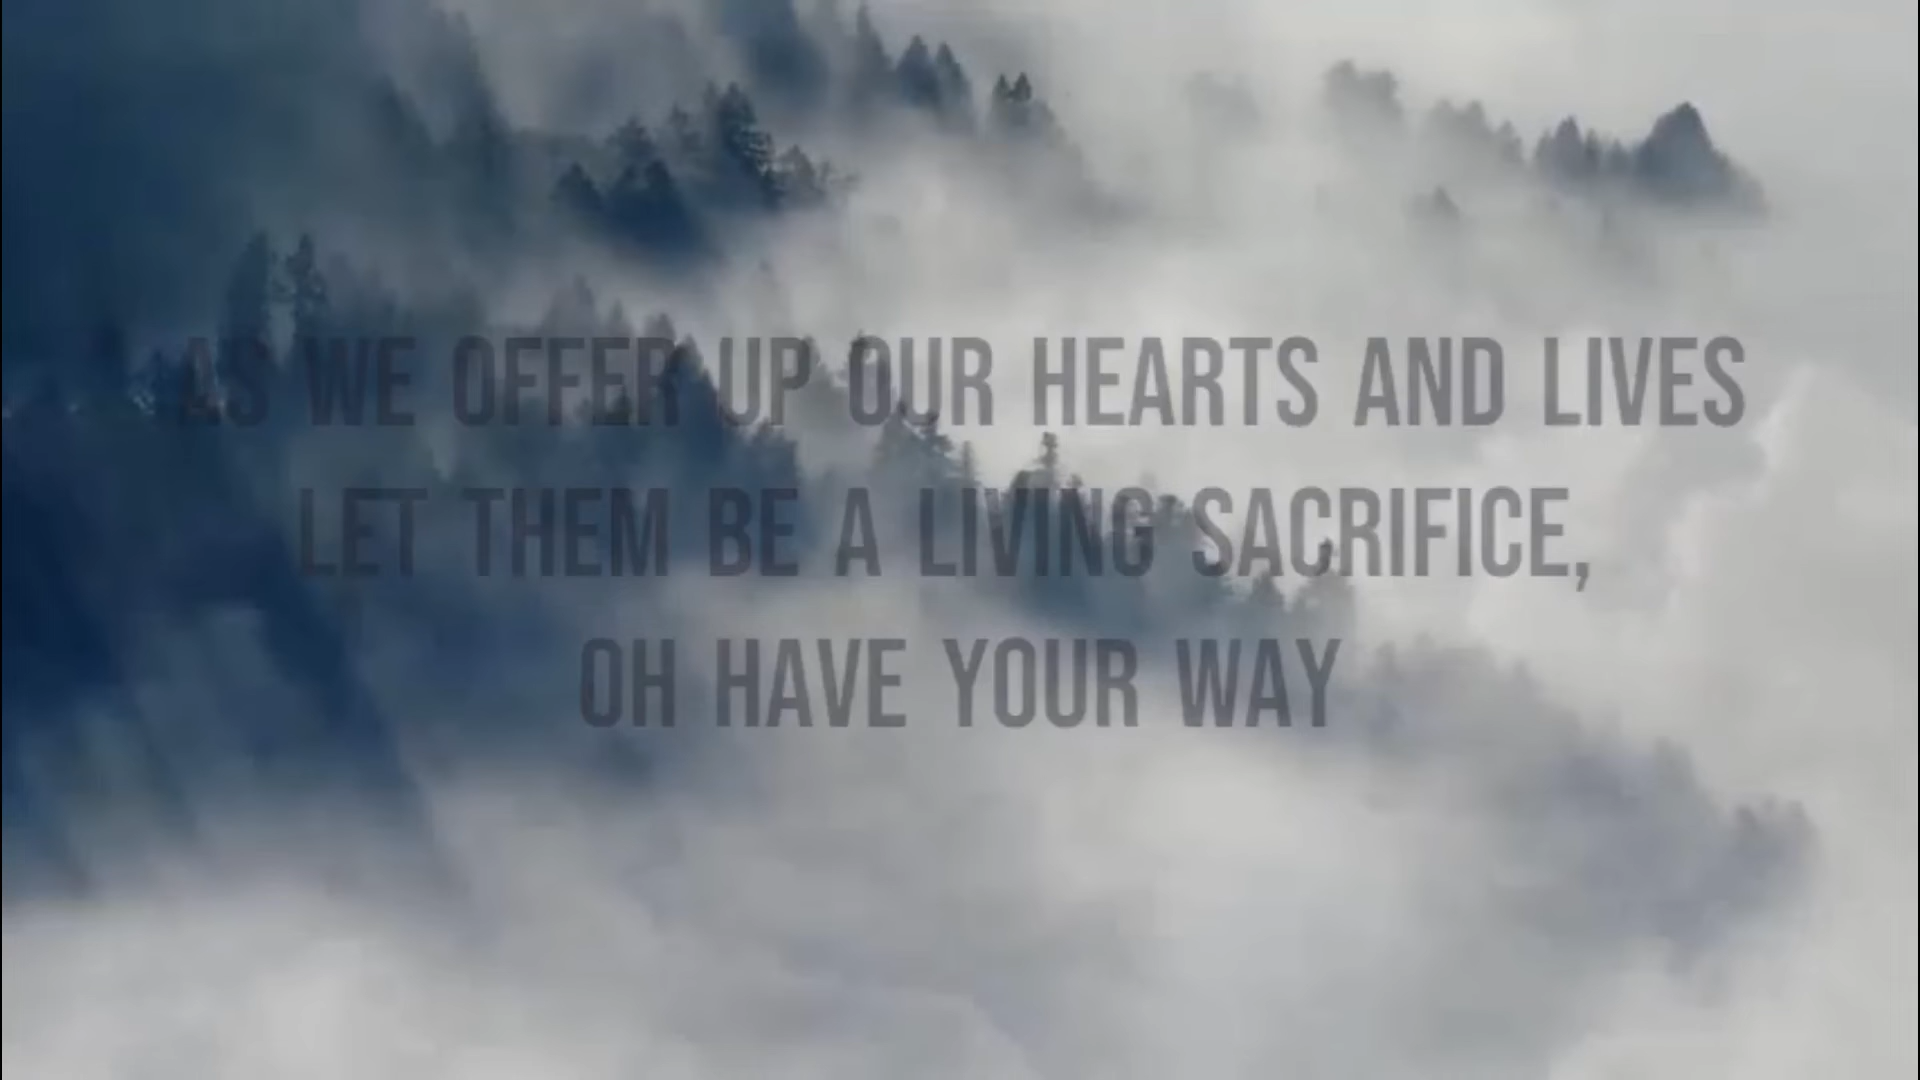 AS WE OFFER UP OUR HEARTS AND LIVES
LET THEM BE A LIVING SACRIFICE,
OH HAVE YOUR WAY